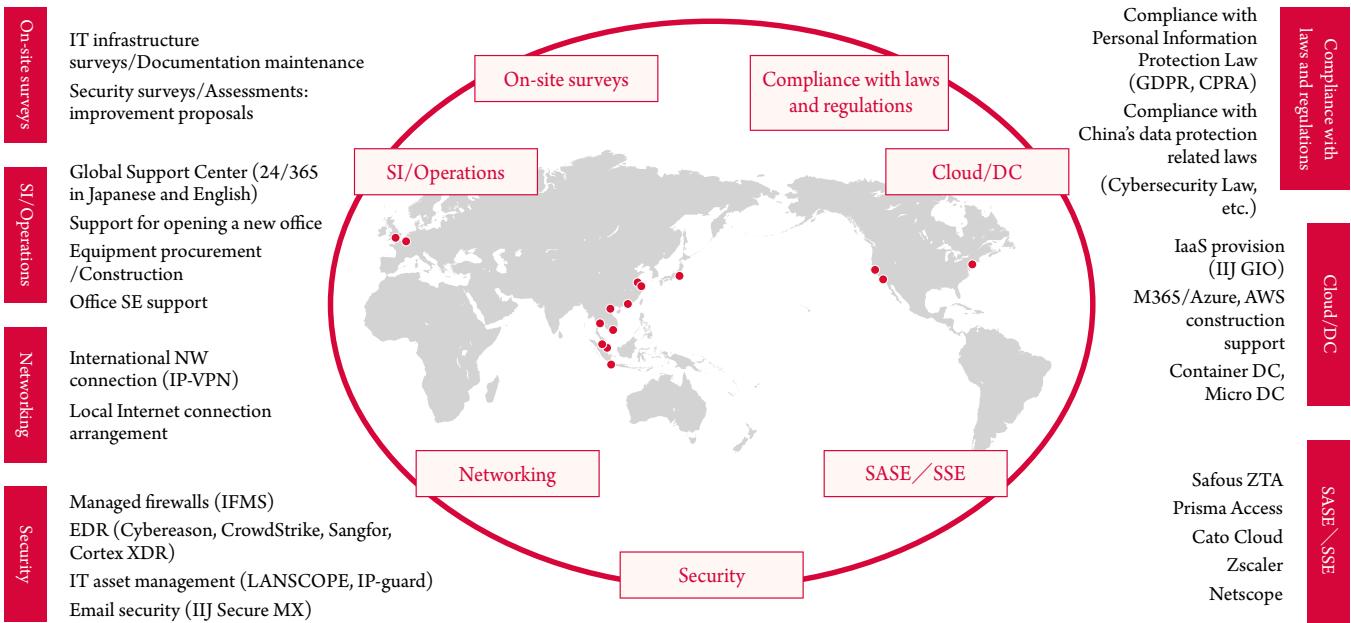 On-site surveys
IT infrastructure
surveys/Documentation maintenance
Security surveys/Assessments:
improvement proposals
SI/Operations
Global Support Center (24/365
in Japanese and English)
Support for opening a new office
Equipment procurement
/Construction
Office SE support
Networking
International NW
connection (IP-VPN)
Local Internet connection
arrangement
Security
Managed firewalls (IFMS)
EDR (Cybereason, CrowdStrike, Sangfor,
Cortex XDR)
IT asset management (LANSCOPE, IP-guard)
Email security (IIJ Secure MX)
On-site surveys
Compliance with laws
and regulations
SI/Operations
Cloud/DC
Networking
SASE／SSE
Security
Compliance with
Personal Information
Protection Law
(GDPR, CPRA)
Compliance with
China's data protection
related laws
(Cybersecurity Law,
etc.)
Compliance with
laws and regulations
IaaS provision
(IIJ GIO)
M365/Azure, AWS
construction
support
Container DC,
Micro DC
Cloud/DC
Safous ZTA
Prisma Access
Cato Cloud
Zscaler
Netscope
SASE／SSE